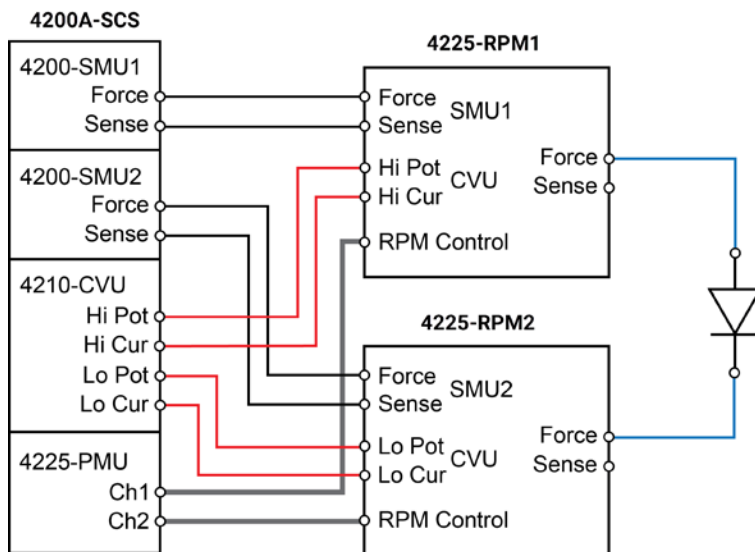 4200A-SCS
4200-SMU1
Force
Sense
4200-SMU2
Force
Sense
4210-CVU
Hi Pot
Hi Cur
Lo Pot
Lo Cur
4225-PMU
Ch1
Ch2
4225-RPM1
Force
SMU1
Sense
Hi Pot
CVU
Hi Cur
RPM Control
Force
Sense
4225-RPM2
Force
SMU2
Sense
Lo Pot
CVU
Lo Cur
RPM Control
Force
Sense